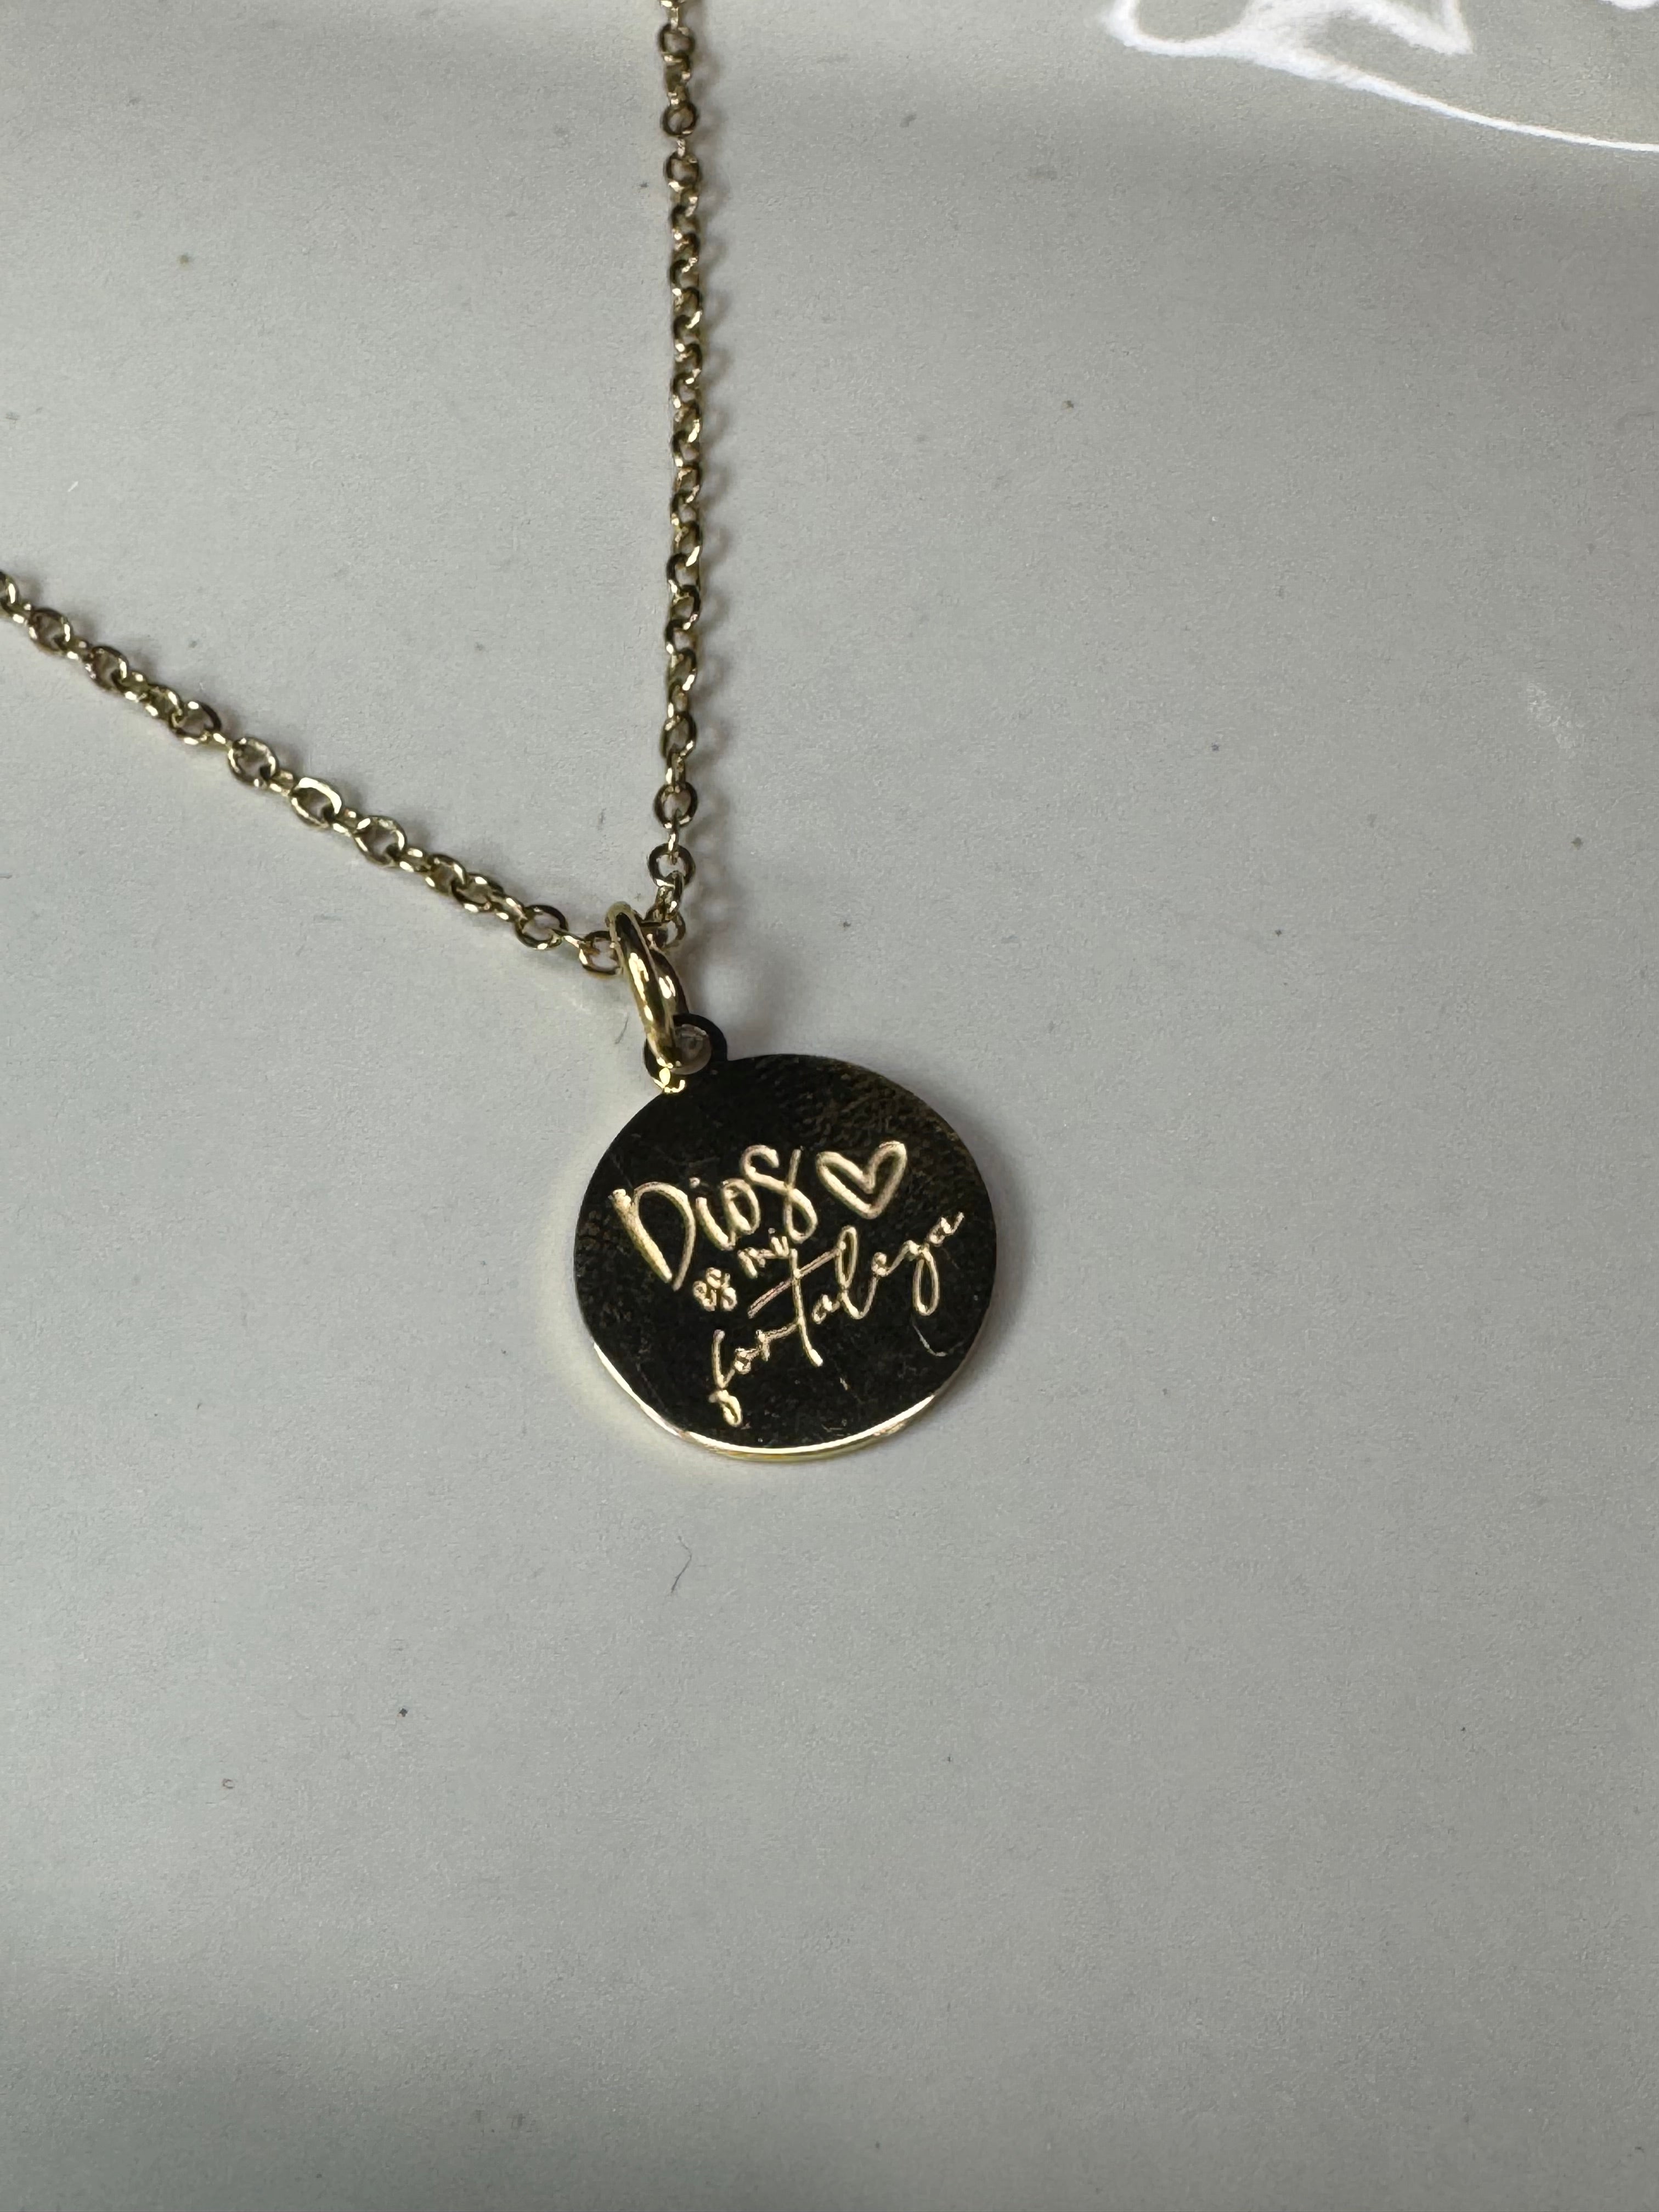 Dios ♡
es mi
fortaleza